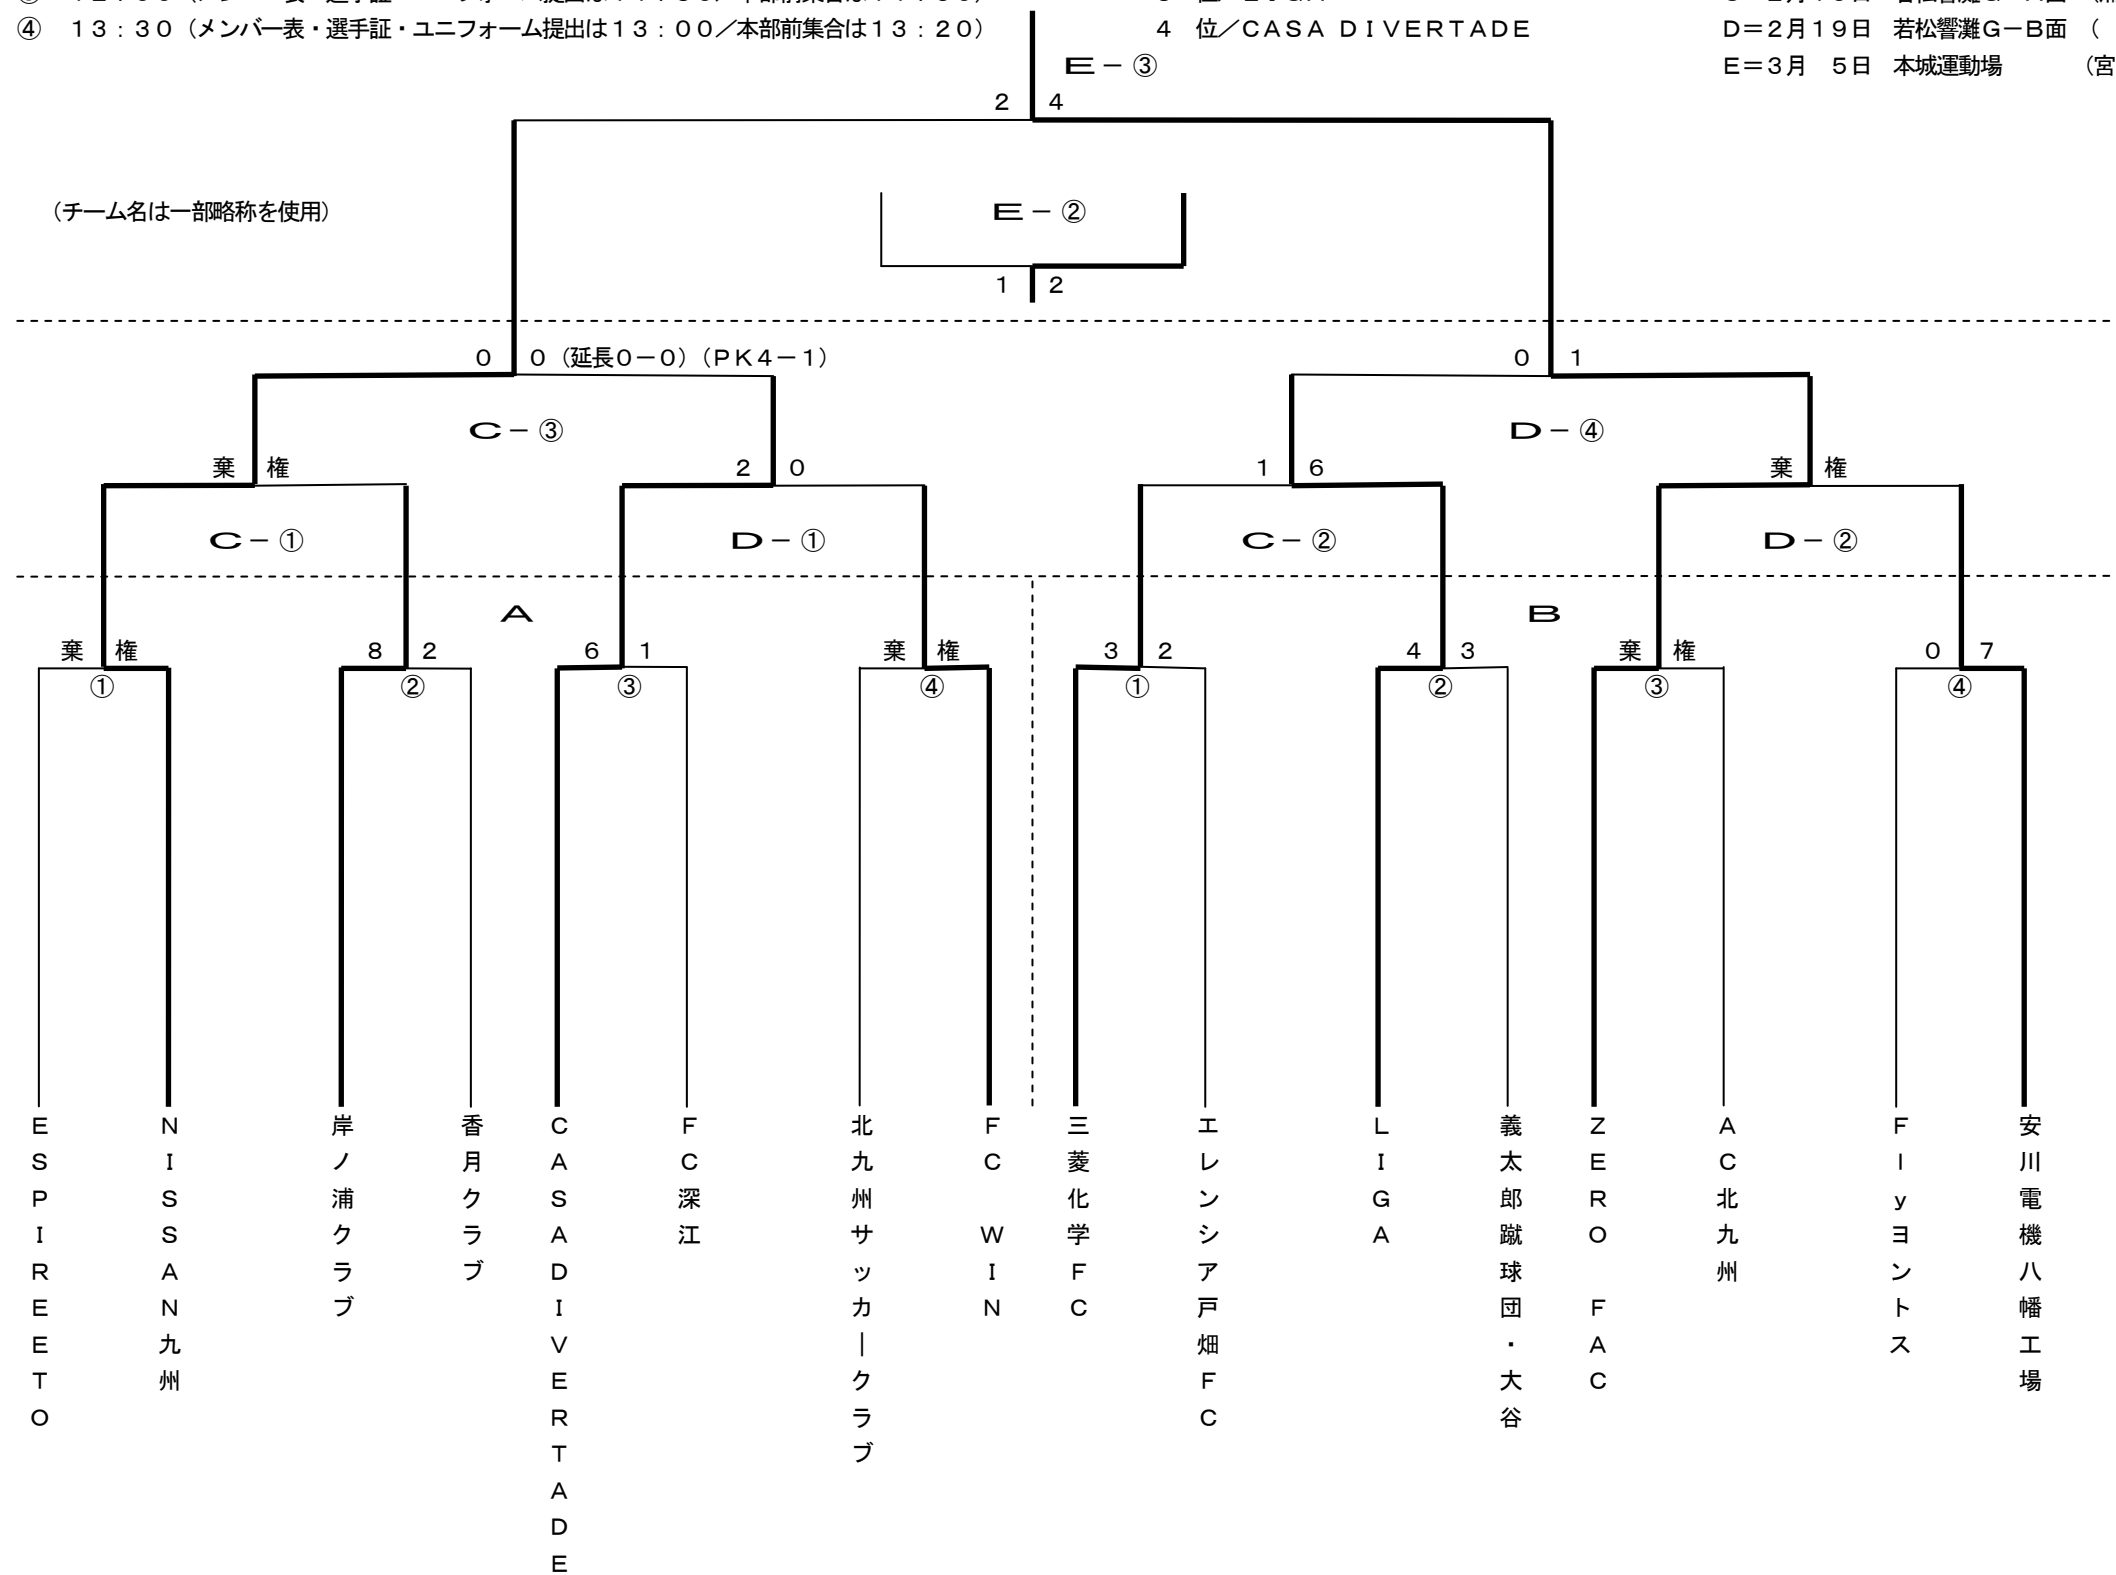 ④　１３：３０（メンバー表・選手証・ユニフォーム提出は１３：００／本部前集合は１３：２０）
４　位／ＣＡＳＡ ＤＩＶＥＲＴＡＤＥ
Ｄ＝２月１９日　若松響灘Ｇ－Ｂ面　（
Ｅ－③
Ｅ＝３月　５日　本城運動場　（宮
２　４
（チーム名は一部略称を使用）
Ｅ－②
１　２
０　０（延長０－０）（ＰＫ４－１）
０　１
Ｃ－③
Ｄ－④
棄　権
２　０
１　６
棄　権
Ｃ－①
Ｄ－①
Ｃ－②
Ｄ－②
Ａ
Ｂ
棄　権
８　２
６　１
棄　権
３　２
４　３
棄　権
０　７
①
②
③
④
①
②
③
④
ＥＳＰＩＲＥＥＴＯ
ＮＩＳＳＡＮ九州
岸ノ浦クラブ
香月クラブ
ＣＡＳＡＤＩＶＥＲＴＡＤＥ
ＦＣ深江
北九州サッカークラブ
ＦＣ　ＷＩＮ
三菱化学ＦＣ
エレンシア戸畑ＦＣ
ＬＩＧＡ
義太郎蹴球団・大谷
ＺＥＲＯ　ＦＡＣ
ＡＣ北九州
Ｆｌｙヨントス
安川電機八幡工場